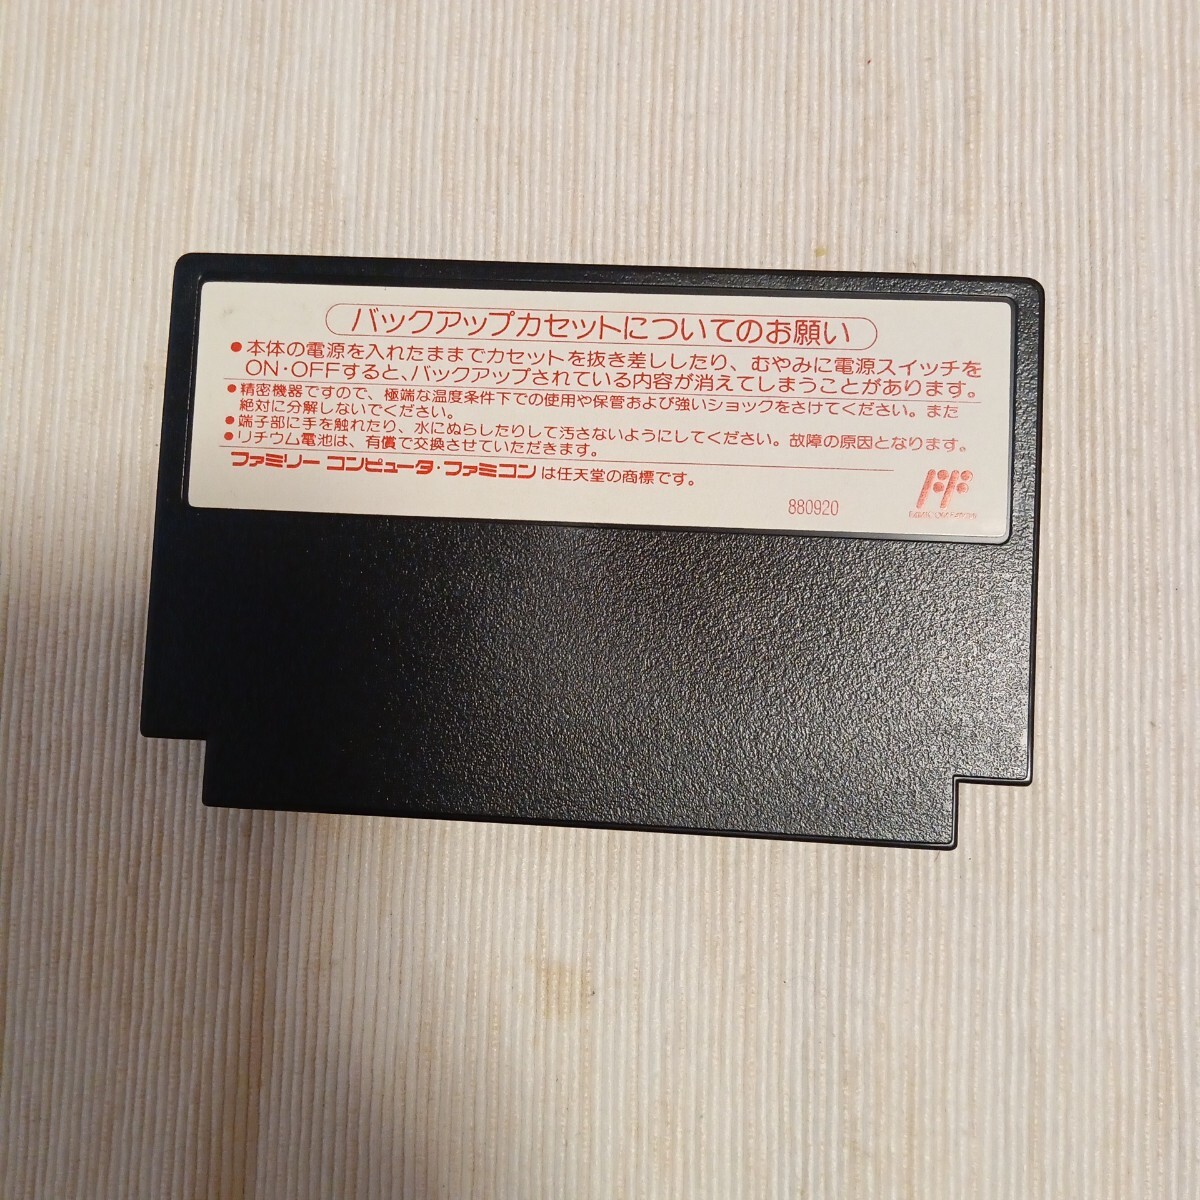 バックアップカセットについてのお願い
●本体の電源を入れたままでカセットを抜き差ししたり、むやみに電源スイッチを
ON・OFFすると、バックアップされている内容が消えてしまうことがあります。
●精密機器ですので、極端な温度条件下での使用や保管および強いショックをさけてください。また
絶対に分解しないでください。
●端子部に手を触れたり、水にぬらしたりして汚さないようにしてください。故障の原因となります。
●リチウム電池は、有償で交換させていただきます。
ファミリーコンピュータ・ファミコンは任天堂の商標です。
880920